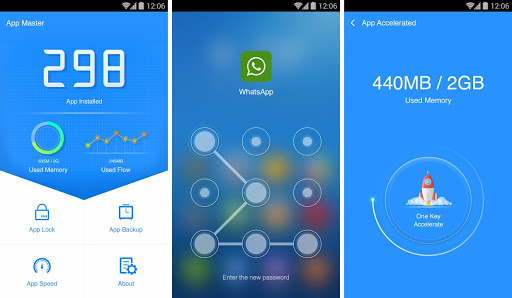 12:06
App Master
298
App Installed
685M / 2G
Used Memory
245MB
Used Flow
App Lock
App Backup
App Speed
About
12:06
WhatsApp
Enter the new password
12:06
App Accelerated
440MB / 2GB
Used Memory
One Key
Accelerate